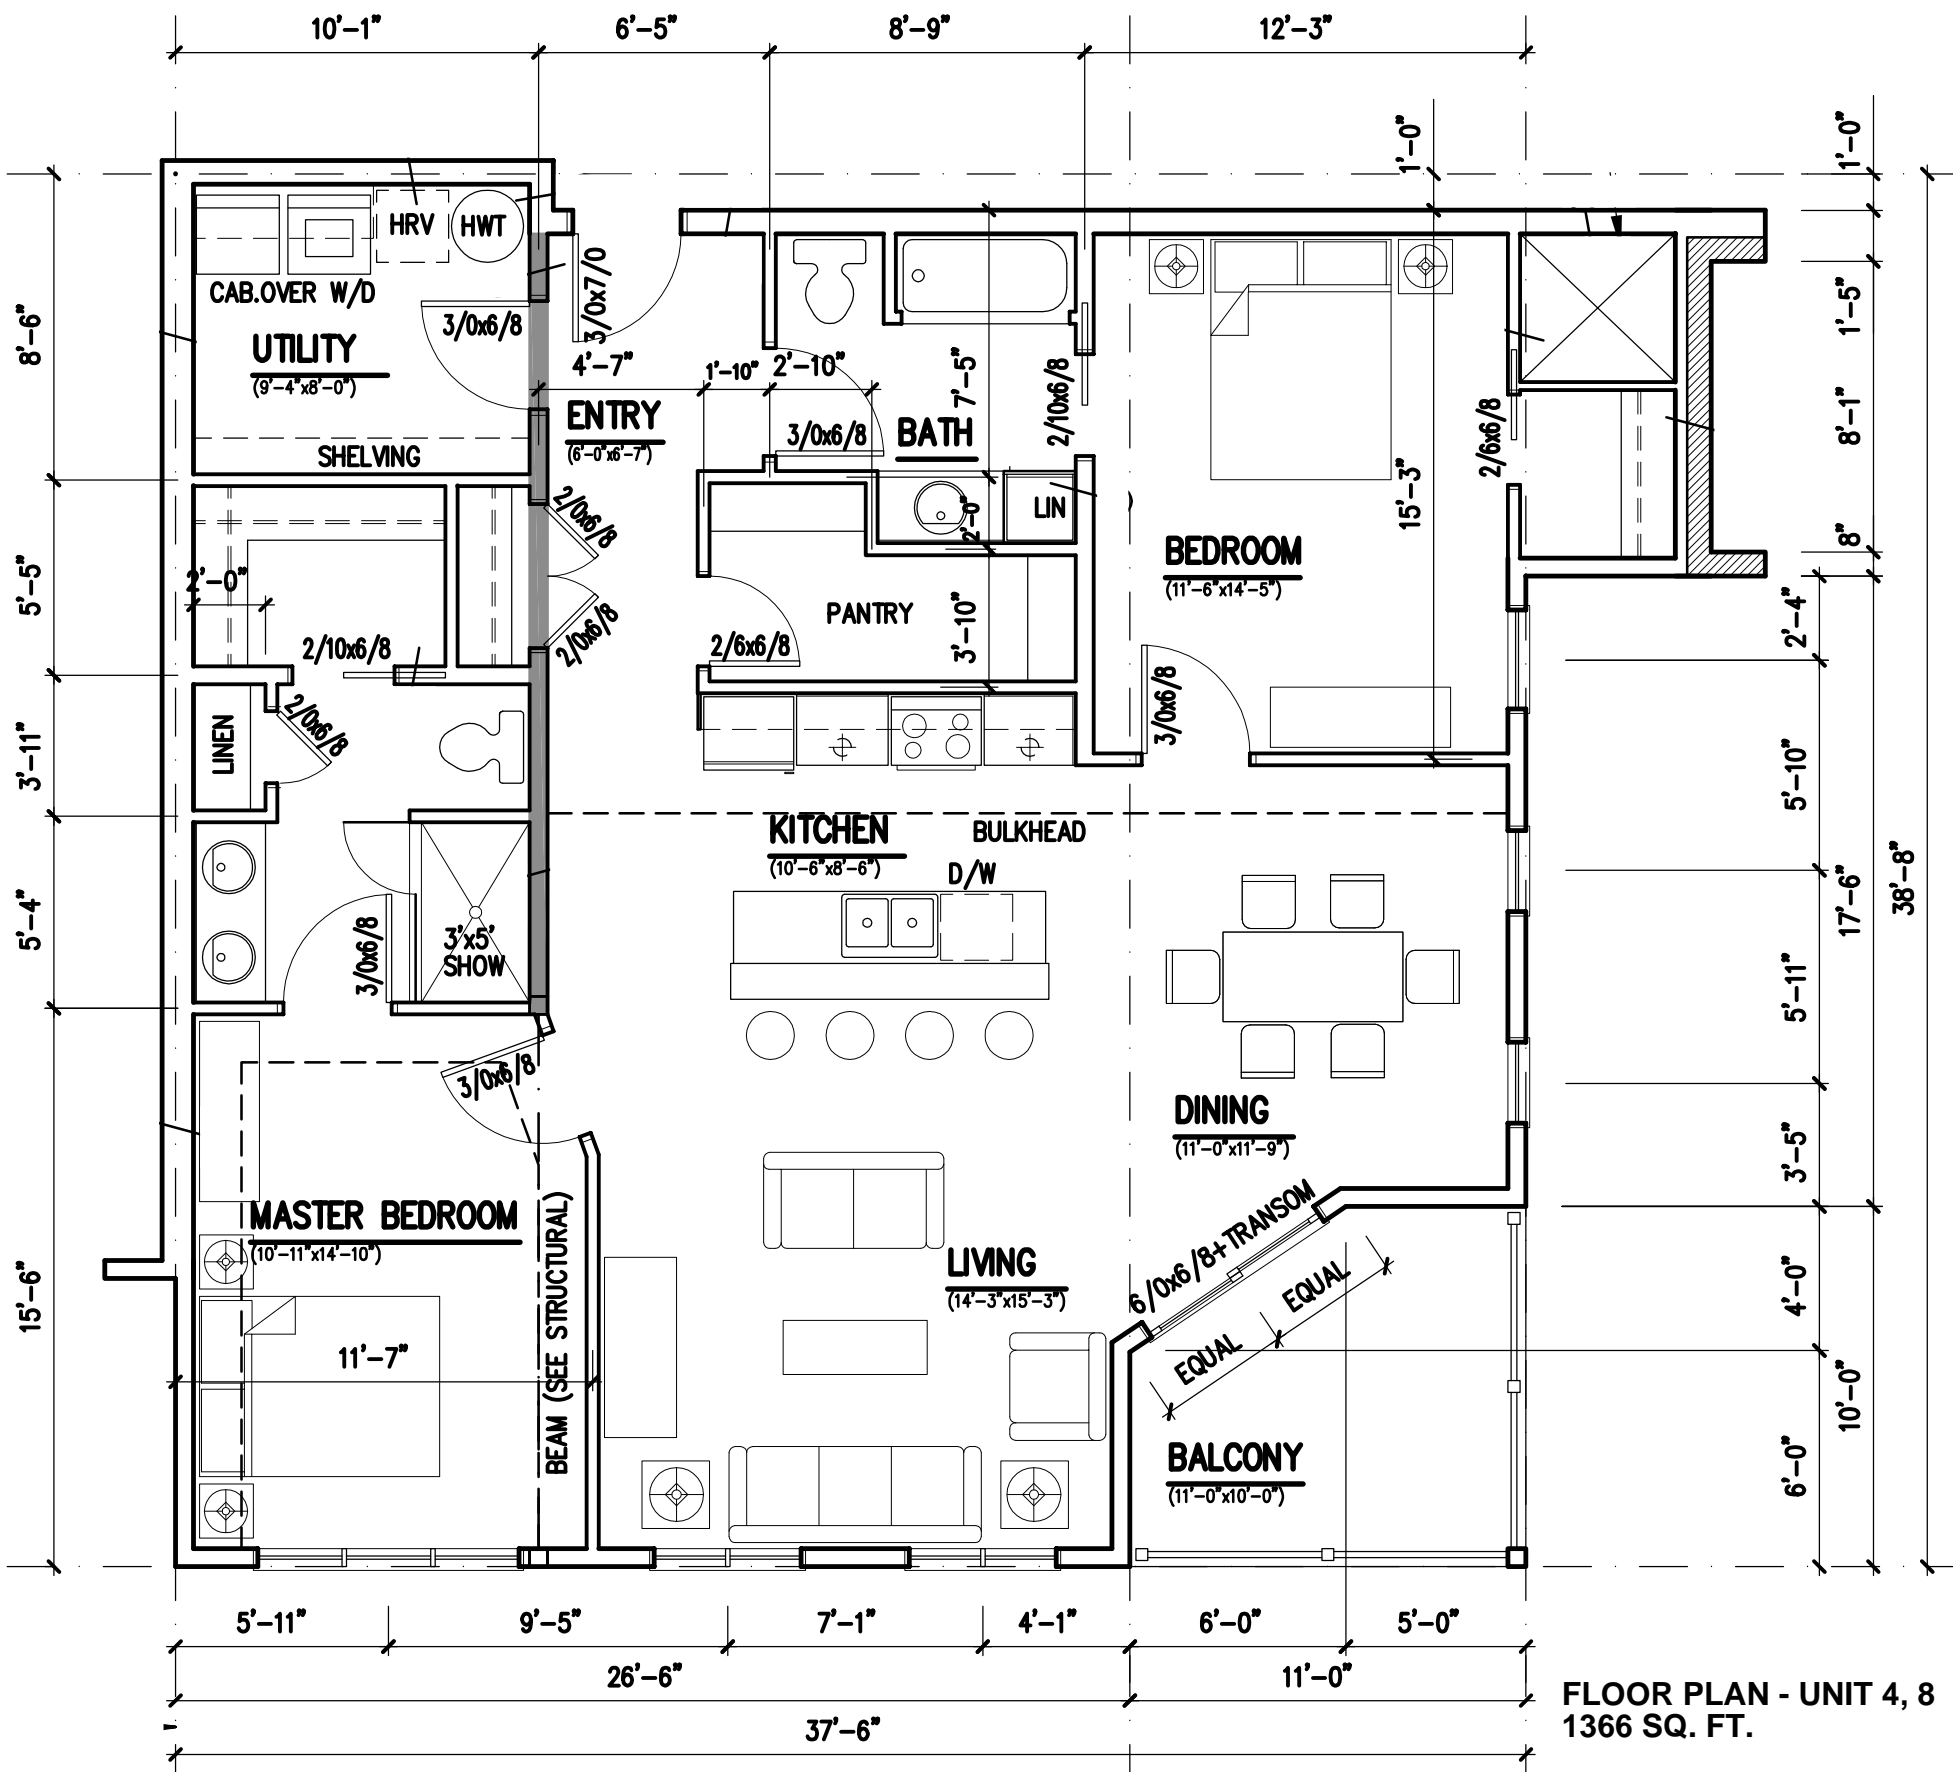 10'-1"
6'-5"
8'-9"
12'-3"
1'-0"
1'-0"
HRV
HWT
CAB.OVER W/D
3/0x7/0
3/0x6/8
UTILITY
(9'-4"x8'-0")
8'-6"
4'-7"
1'-10"
2'-10"
7'-5"
2/10x6/8
1'-5"
ENTRY
(6'-0"x6'-7")
3/0x6/8
BATH
2/6x6/8
8'-1"
SHELVING
15'-3"
2/0x6/8
2'-0"
LIN
8"
BEDROOM
(11'-6"x14'-5")
5'-5"
2'-0"
2/0x6/8
PANTRY
3'-10"
2'-4"
2/10x6/8
2/6x6/8
3/0x6/8
LINEN
2/0x6/8
3'-11"
5'-10"
KITCHEN
(10'-6"x8'-6")
BULKHEAD
D/W
38'-8"
17'-6"
5'-4"
3/0x6/8
3'x5'
SHOW
5'-11"
3/0x6/8
DINING
(11'-0"x11'-9")
3'-5"
MASTER BEDROOM
(10'-11"x14'-10")
BEAM (SEE STRUCTURAL)
LIVING
(14'-3"x15'-3")
6/0x6/8+TRANSOM
EQUAL
EQUAL
4'-0"
15'-6"
11'-7"
10'-0"
BALCONY
(11'-0"x10'-0")
6'-0"
5'-11"
9'-5"
7'-1"
4'-1"
6'-0"
5'-0"
26'-6"
11'-0"
37'-6"
FLOOR PLAN - UNIT 4, 8
1366 SQ. FT.